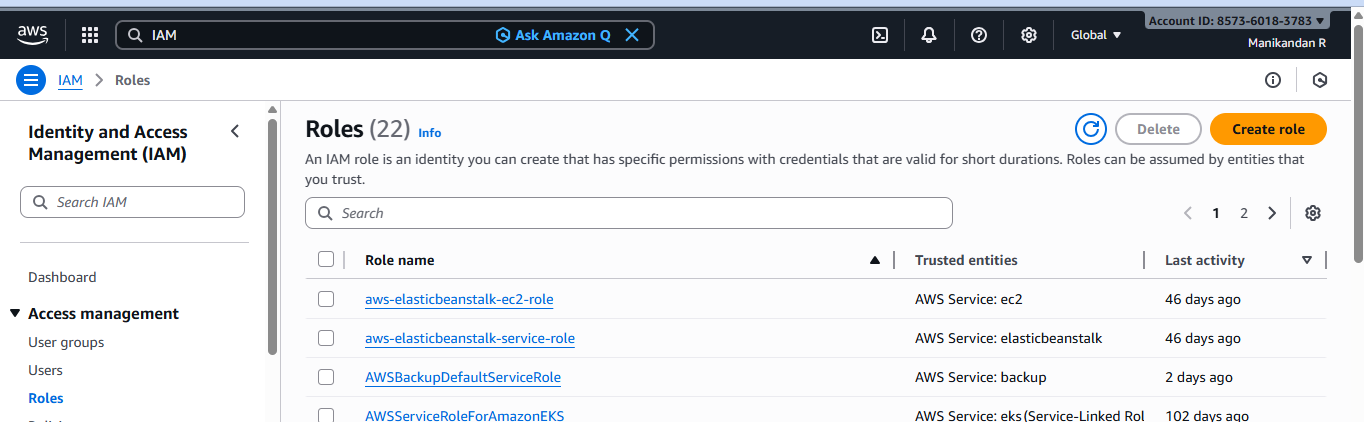 Account ID: 8573-6018-3783
aws
IAM
Ask Amazon Q
Global
Manikandan R
IAM
Roles
Identity and Access
Management (IAM)
Search IAM
Dashboard
Access management
User groups
Users
Roles
Roles (22) Info
Delete
Create role
An IAM role is an identity you can create that has specific permissions with credentials that are valid for short durations. Roles can be assumed by entities that
you trust.
Search
1 2
Role name Trusted entities Last activity
aws-elasticbeanstalk-ec2-role AWS Service: ec2 46 days ago
aws-elasticbeanstalk-service-role AWS Service: elasticbeanstalk 46 days ago
AWSBackupDefaultServiceRole AWS Service: backup 2 days ago
AWSServiceRoleForAmazonEKS AWS Service: eks (Service-Linked Rol 102 days ago